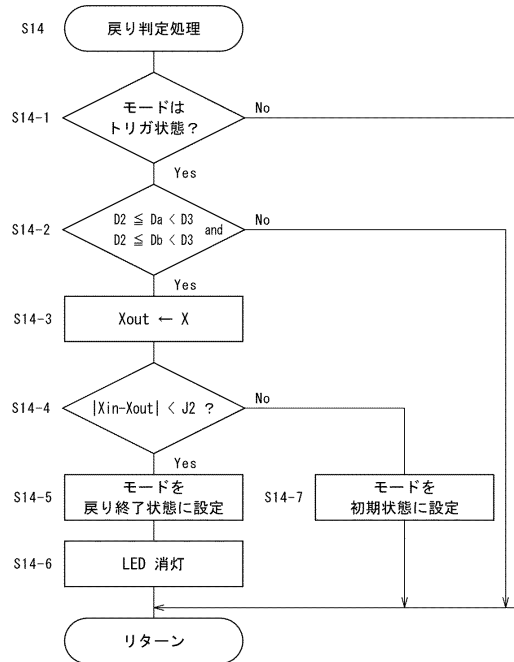 S14
戻り判定処理
S14-1
モードは
トリガ状態?
No
Yes
S14-2
D2 ≦ Da < D3
D2 ≦ Db < D3
and
No
Yes
S14-3
Xout ← X
S14-4
|Xin-Xout| < J2 ?
No
Yes
S14-5
モードを
戻り終了状態に設定
S14-7
モードを
初期状態に設定
S14-6
LED 消灯
リターン